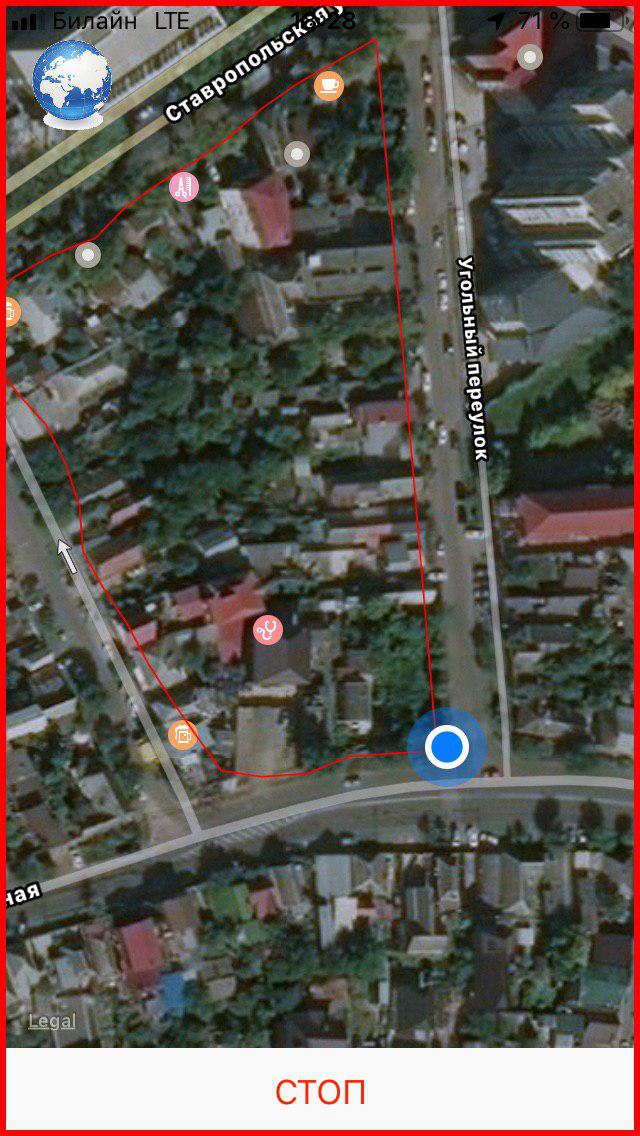 Билайн LTE 71 %
Ставропольская у
Угольный переулок
ная
Legal
СТОП